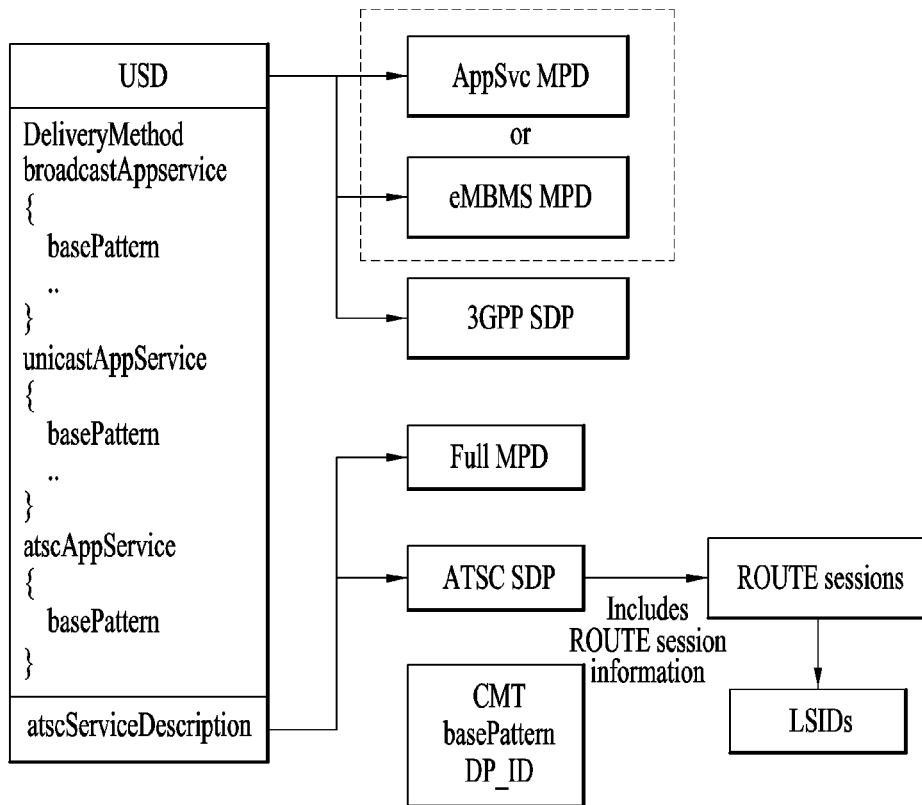 USD
DeliveryMethod
broadcastAppservice
{
basePattern
..
}
unicastAppService
{
basePattern
..
}
atscAppService
{
basePattern
}
atscServiceDescription
AppSvc MPD
or
eMBMS MPD
3GPP SDP
Full MPD
ATSC SDP
Includes
ROUTE session
information
ROUTE sessions
LSIDs
CMT
basePattern
DP_ID